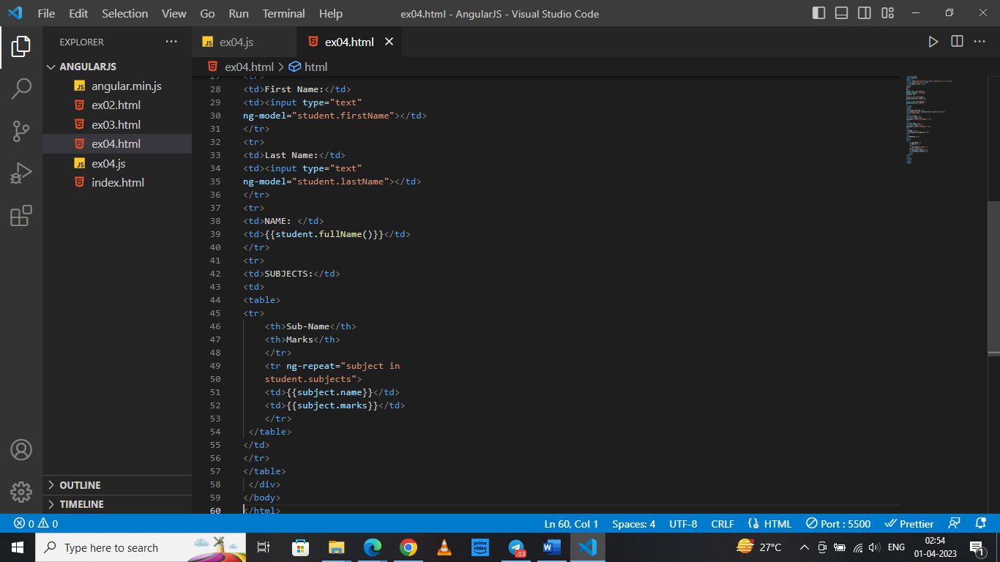 File Edit Selection View Go Run Terminal Help ex04.html - AngularJS - Visual Studio Code
EXPLORER
JS ex04.js ex04.html
ex04.html > html
ANGULARJS
JS angular.min.js
ex02.html
ex03.html
ex04.html
JS ex04.js
index.html
OUTLINE
TIMELINE
27 <tr>
28 <td>First Name:</td>
29 <td><input type="text"
30 ng-model="student.firstName"></td>
31 </tr>
32 <tr>
33 <td>Last Name:</td>
34 <td><input type="text"
35 ng-model="student.lastName"></td>
36 </tr>
37 <tr>
38 <td>NAME: </td>
39 <td>{{student.fullName()}}</td>
40 </tr>
41 <tr>
42 <td>SUBJECTS:</td>
43 <td>
44 <table>
45 <tr>
46 <th>Sub-Name</th>
47 <th>Marks</th>
48 </tr>
49 <tr ng-repeat="subject in
50 student.subjects">
51 <td>{{subject.name}}</td>
52 <td>{{subject.marks}}</td>
53 </tr>
54 </table>
55 </td>
56 </tr>
57 </table>
58 </div>
59 </body>
60 </html>
0 0 Ln 60, Col 1 Spaces: 4 UTF-8 CRLF HTML Port : 5500 Prettier
Type here to search prime video .03 W 27°C ENG 02:54
01-04-2023 1